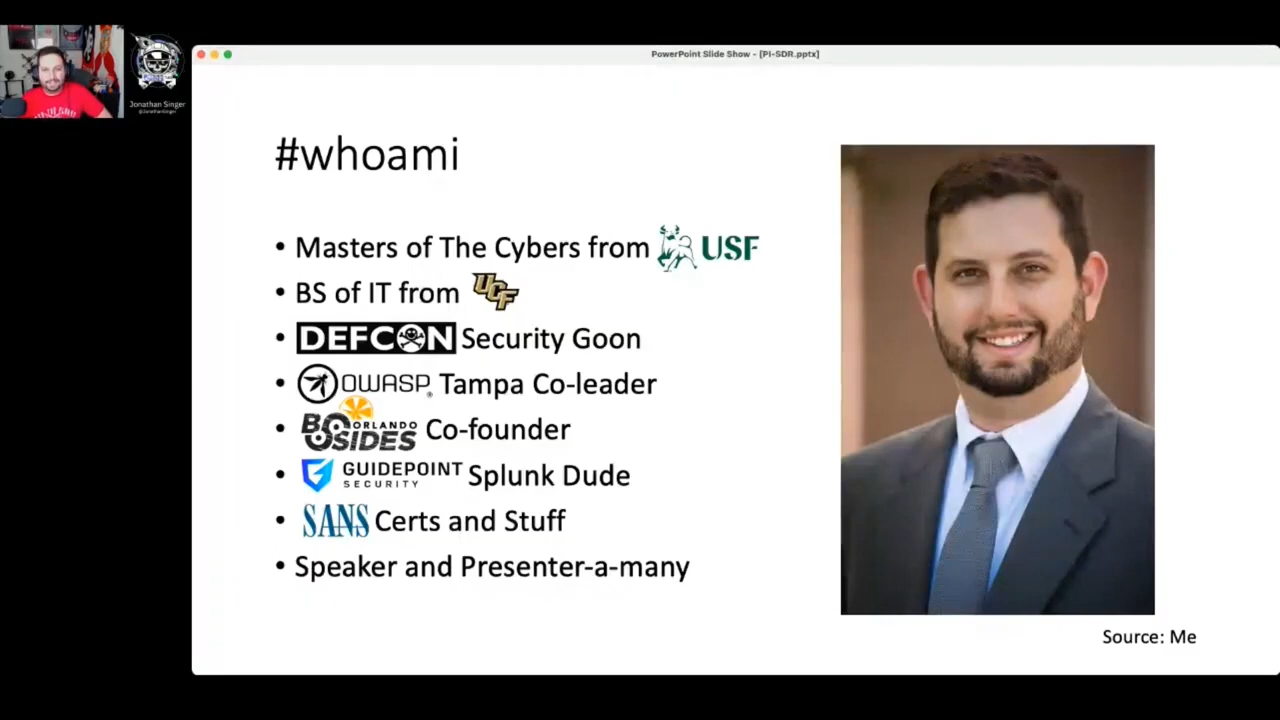 PowerPoint Slide Show - [PI-SDR.pptx]
Jonathan Singer
@JonathanSinger
#whoami
• Masters of The Cybers from USF
• BS of IT from UCF
• DEFCON Security Goon
• OWASP® Tampa Co-leader
• BSIDES ORLANDO Co-founder
• GUIDEPOINT SECURITY Splunk Dude
• SANS Certs and Stuff
• Speaker and Presenter-a-many
Source: Me